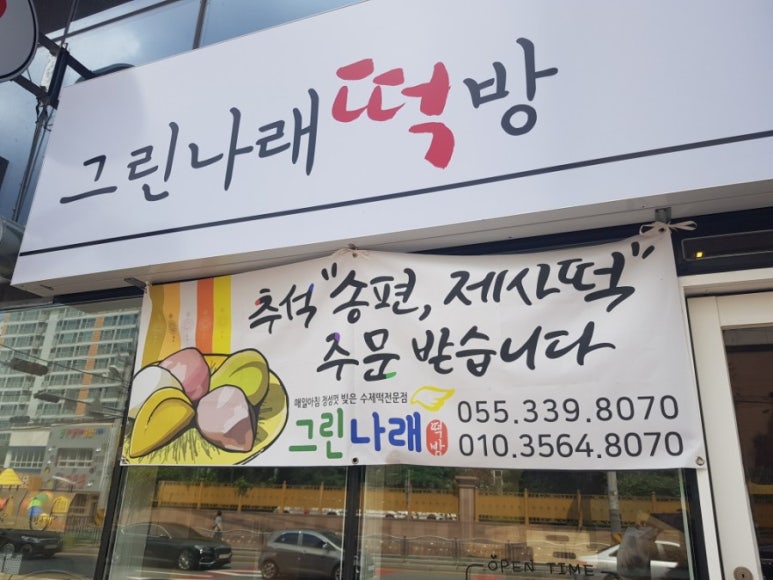 그린나래떡방
추석 "송편, 제사떡"
주문 받습니다
매일아침 정성껏 빚은 수제떡전문점
그린나래 떡방
055.339.8070
010.3564.8070
OPEN TIME